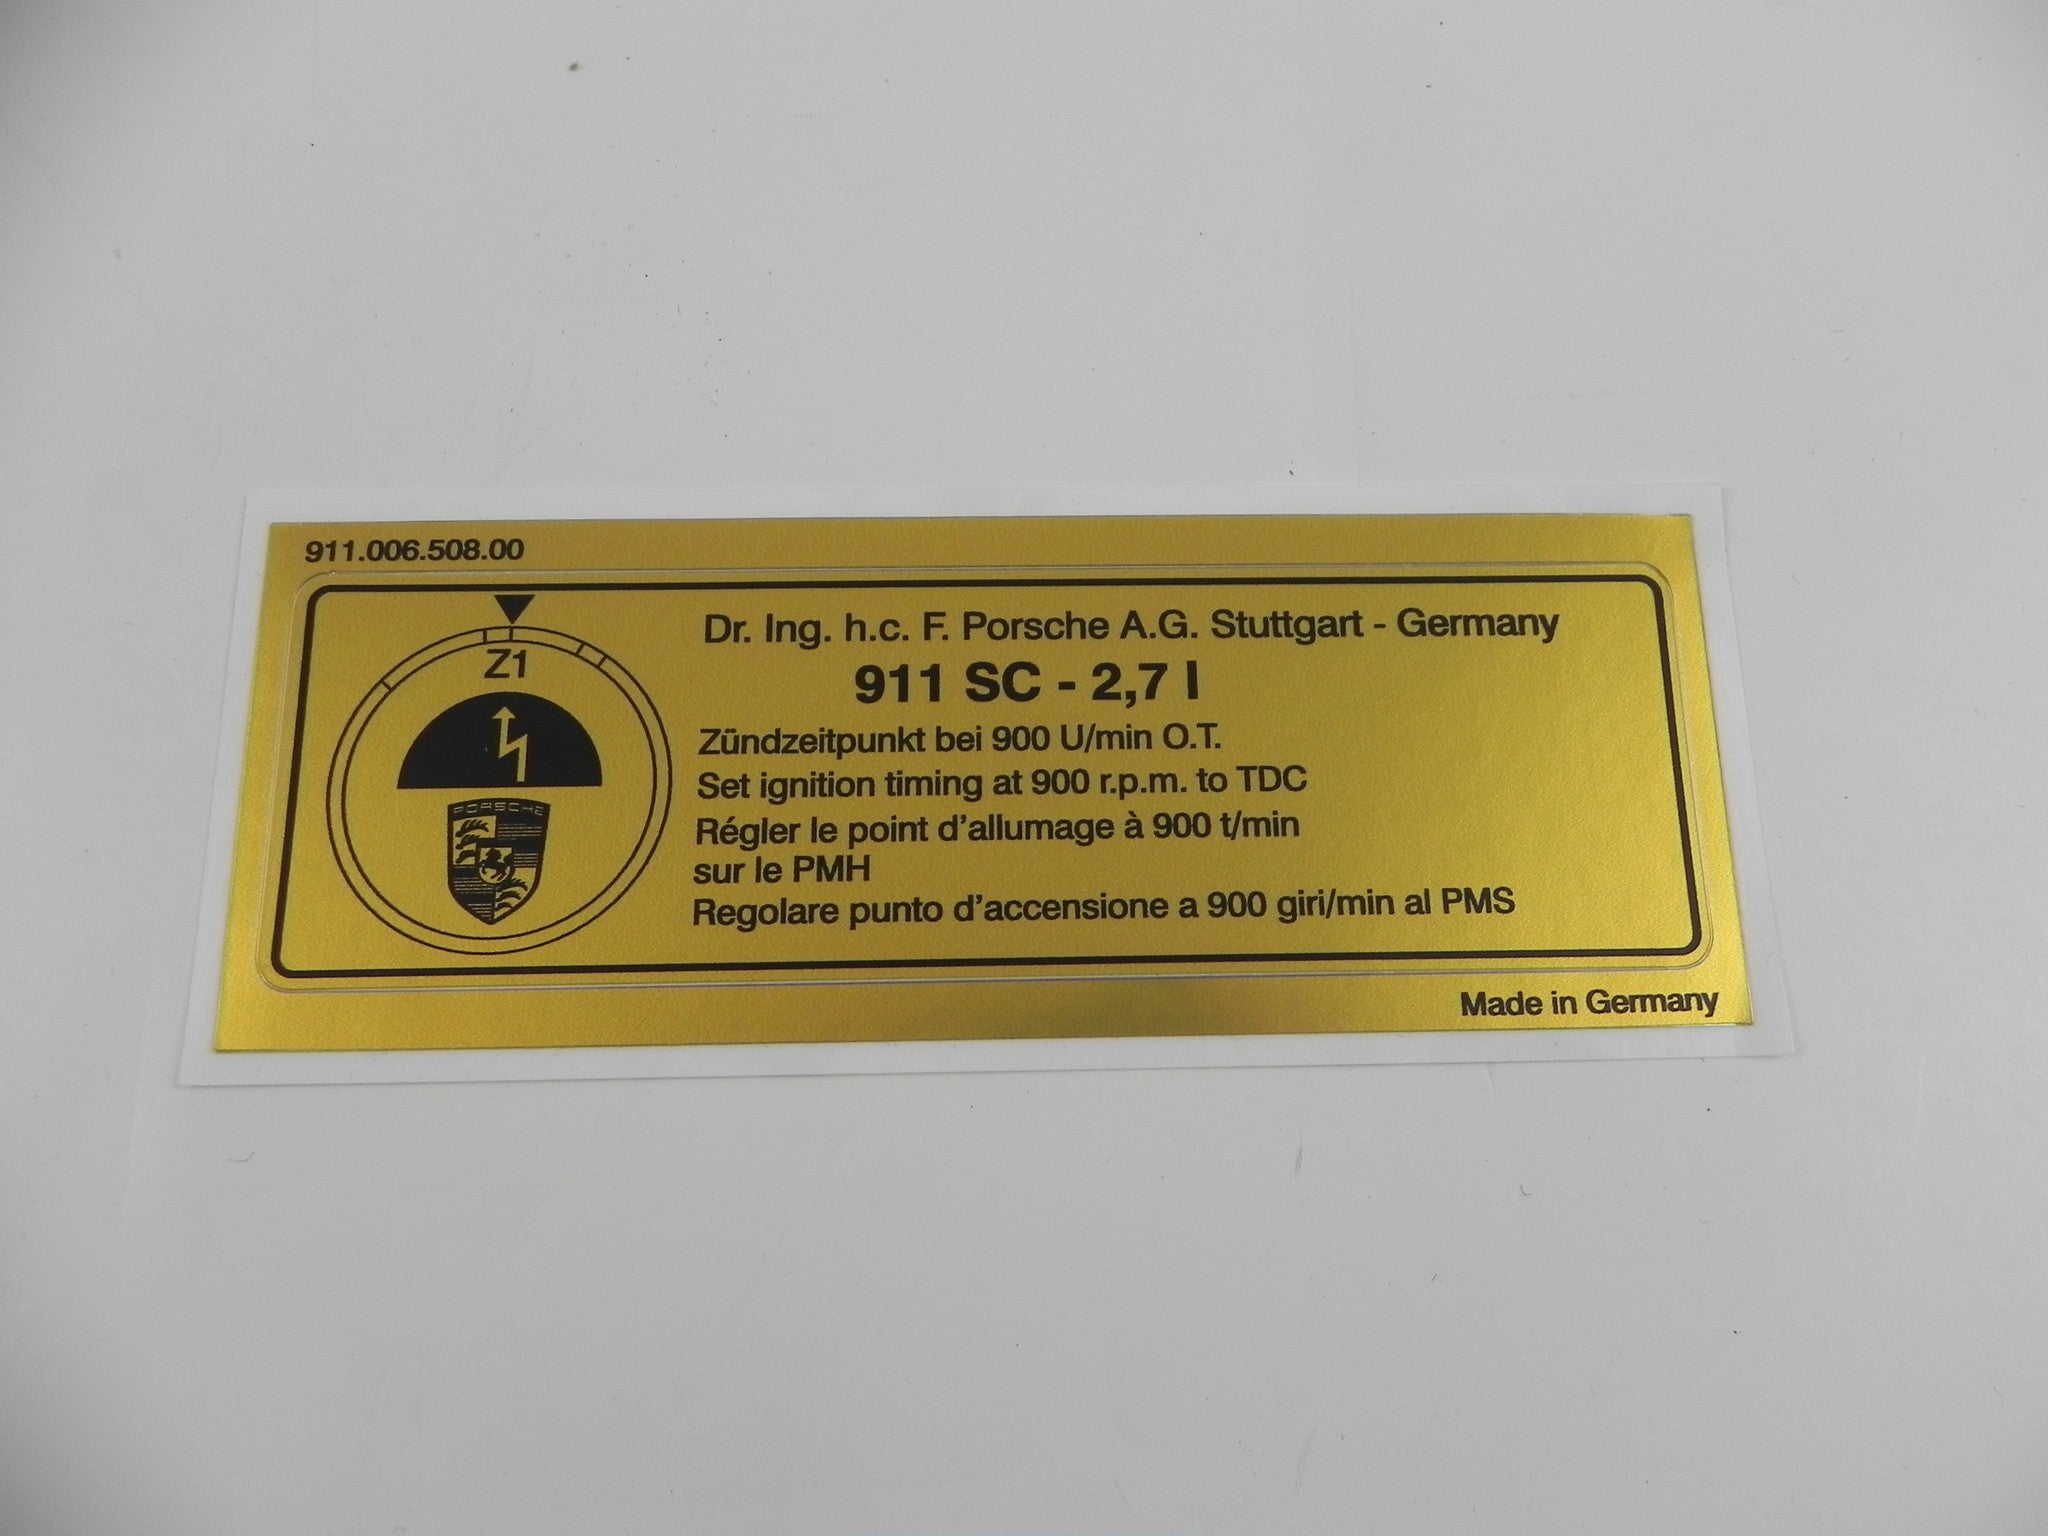 911.006.508.00
Z1
PORSCHE
Dr. Ing. h.c. F. Porsche A.G. Stuttgart - Germany
911 SC - 2,7 l
Zündzeitpunkt bei 900 U/min O.T.
Set ignition timing at 900 r.p.m. to TDC
Régler le point d'allumage à 900 t/min
sur le PMH
Regolare punto d'accensione a 900 giri/min al PMS
Made in Germany